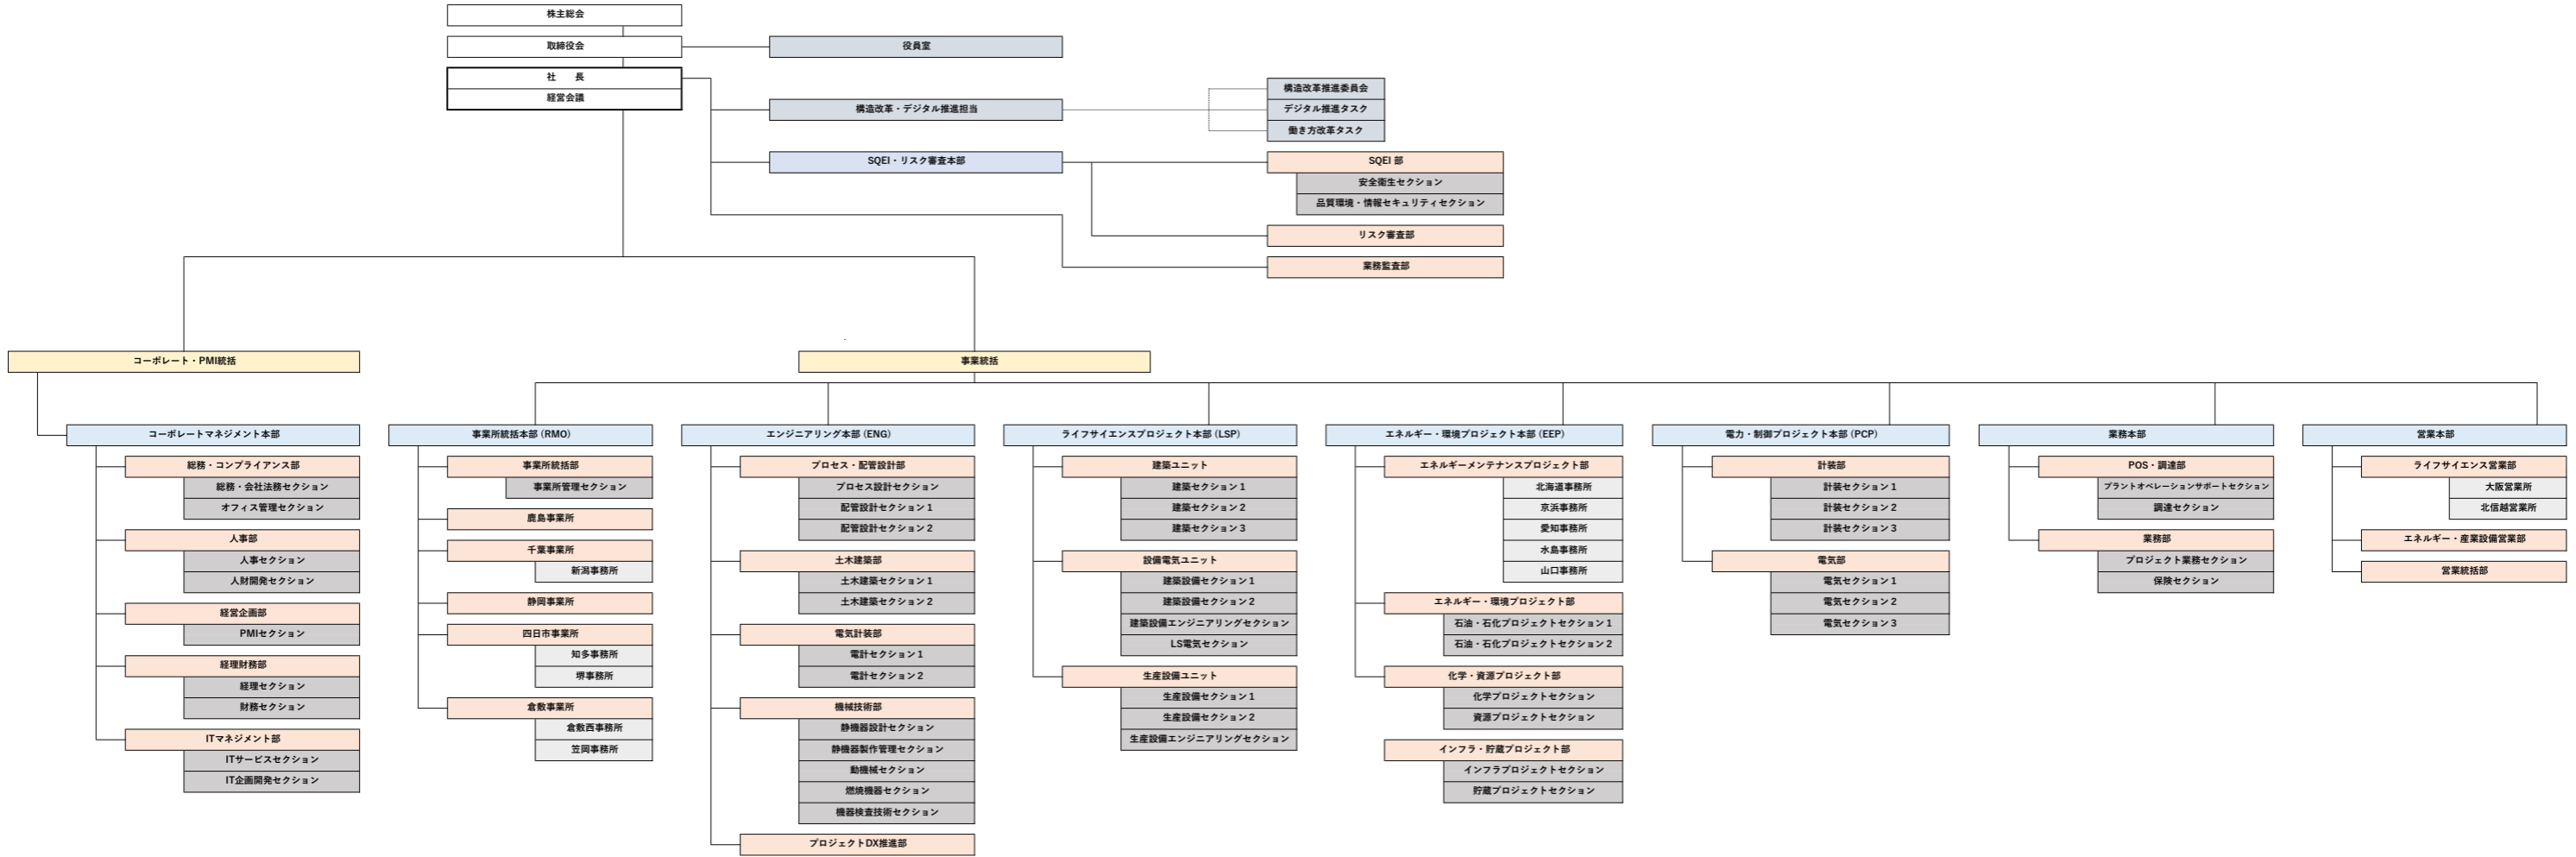 株主総会
取締役会
役員室
社　　長
経営会議
構造改革・デジタル推進担当
構造改革推進委員会
デジタル推進タスク
働き方改革タスク
SQEI・リスク審査本部
SQEI 部
安全衛生セクション
品質環境・情報セキュリティセクション
リスク審査部
業務監査部
コーポレート・PMI統括
事業統括
コーポレートマネジメント本部
総務・コンプライアンス部
総務・会社法務セクション
オフィス管理セクション
人事部
人事セクション
人財開発セクション
経営企画部
PMIセクション
経理財務部
経理セクション
財務セクション
ITマネジメント部
ITサービスセクション
IT企画開発セクション
事業所統括本部 (RMO)
事業所統括部
事業所管理セクション
鹿島事業所
千葉事業所
新潟事務所
静岡事業所
四日市事業所
知多事務所
堺事務所
倉敷事業所
倉敷西事務所
笠岡事務所
エンジニアリング本部 (ENG)
プロセス・配管設計部
プロセス設計セクション
配管設計セクション１
配管設計セクション２
土木建築部
土木建築セクション１
土木建築セクション２
電気計装部
電計セクション１
電計セクション２
機械技術部
静機器設計セクション
静機器製作管理セクション
動機械セクション
燃焼機器セクション
機器検査技術セクション
プロジェクトDX推進部
ライフサイエンスプロジェクト本部 (LSP)
建築ユニット
建築セクション１
建築セクション２
建築セクション３
設備電気ユニット
建築設備セクション１
建築設備セクション２
建築設備エンジニアリングセクション
LS電気セクション
生産設備ユニット
生産設備セクション１
生産設備セクション２
生産設備エンジニアリングセクション
エネルギー・環境プロジェクト本部 (EEP)
エネルギーメンテナンスプロジェクト部
北海道事務所
京浜事務所
愛知事務所
水島事務所
山口事務所
エネルギー・環境プロジェクト部
石油・石化プロジェクトセクション１
石油・石化プロジェクトセクション２
化学・資源プロジェクト部
化学プロジェクトセクション
資源プロジェクトセクション
インフラ・貯蔵プロジェクト部
インフラプロジェクトセクション
貯蔵プロジェクトセクション
電力・制御プロジェクト本部 (PCP)
計装部
計装セクション１
計装セクション２
計装セクション３
電気部
電気セクション１
電気セクション２
電気セクション３
業務本部
POS・調達部
プラントオペレーションサポートセクション
調達セクション
業務部
プロジェクト業務セクション
保険セクション
営業本部
ライフサイエンス営業部
大阪営業所
北信越営業所
エネルギー・産業設備営業部
営業統括部